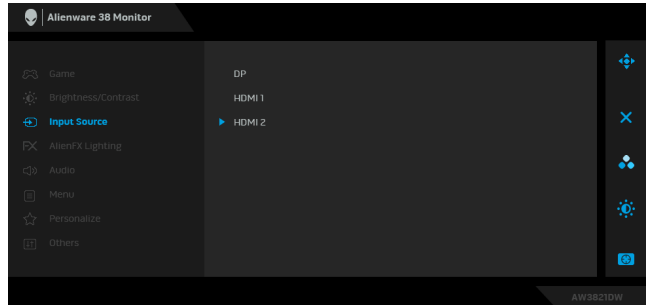 Alienware 38 Monitor
Game
Brightness/Contrast
Input Source
FX AlienFX Lighting
Audio
Menu
Personalize
Others
DP
HDMI 1
HDMI 2
AW3821DW